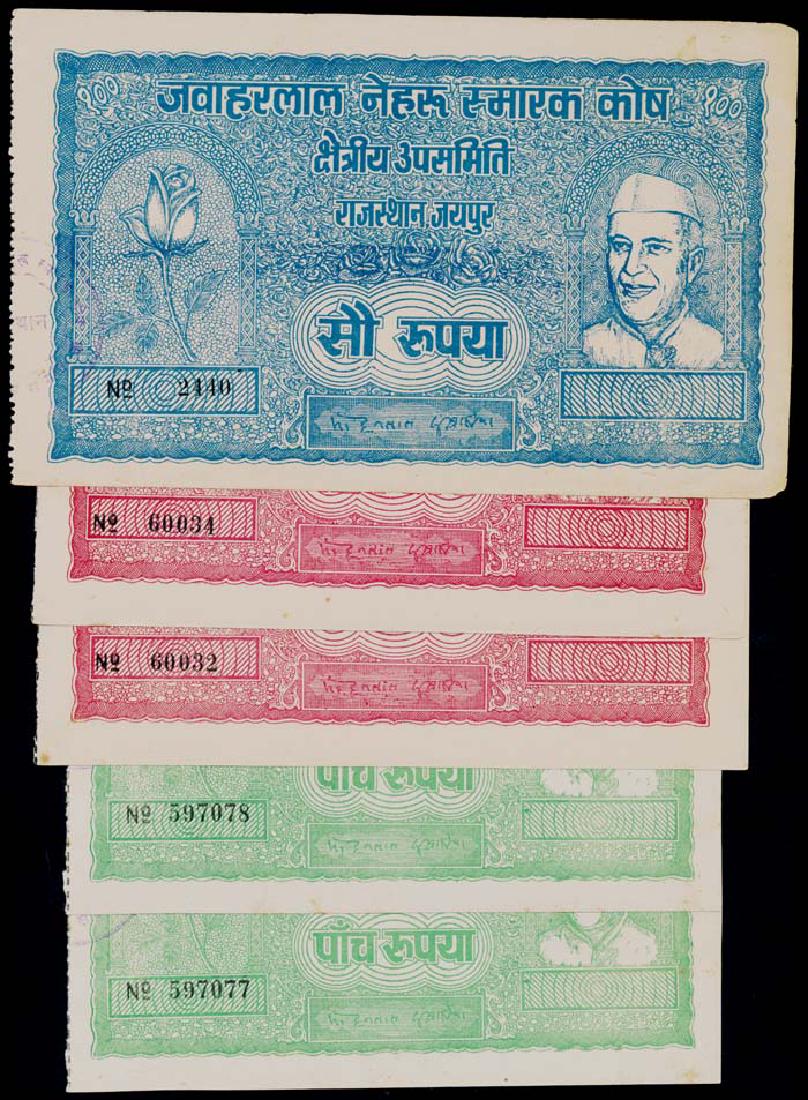 १०० जवाहरलाल नेहरू स्मारक कोष १००
क्षेत्रीय उपसमिति
राजस्थान जयपुर
सौ रुपया
Nº 2440
Nº 60034
Nº 60032
पाँच रुपया
Nº 597078
पाँच रुपया
Nº 597077